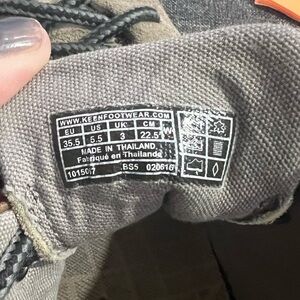 WWW.KEENFOOTWEAR.COM
EU US UK CM
35.5 5.5 3 22.5 W
MADE IN THAILAND
Fabriqué en Thaïlande
BS5